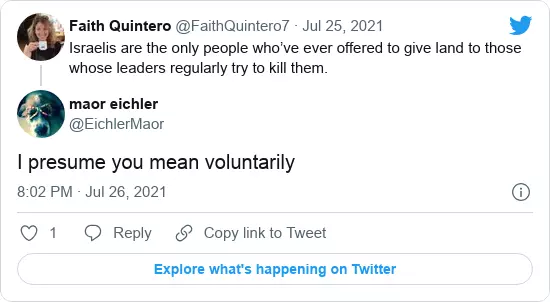 Faith Quintero @FaithQuintero7 · Jul 25, 2021
Israelis are the only people who’ve ever offered to give land to those
whose leaders regularly try to kill them.
maor eichler
@EichlerMaor
I presume you mean voluntarily
8:02 PM · Jul 26, 2021
1 Reply Copy link to Tweet
Explore what's happening on Twitter